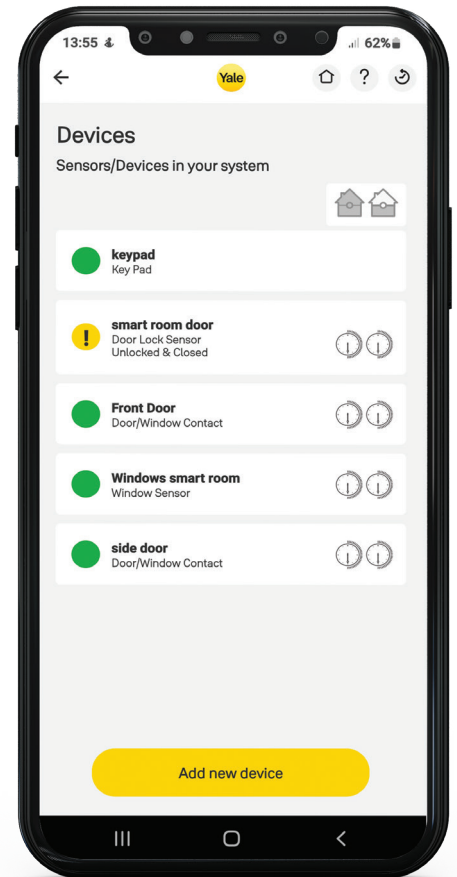 13:55
62%
Yale
?
Devices
Sensors/Devices in your system
keypad
Key Pad
!
smart room door
Door Lock Sensor
Unlocked & Closed
Front Door
Door/Window Contact
Windows smart room
Window Sensor
side door
Door/Window Contact
Add new device